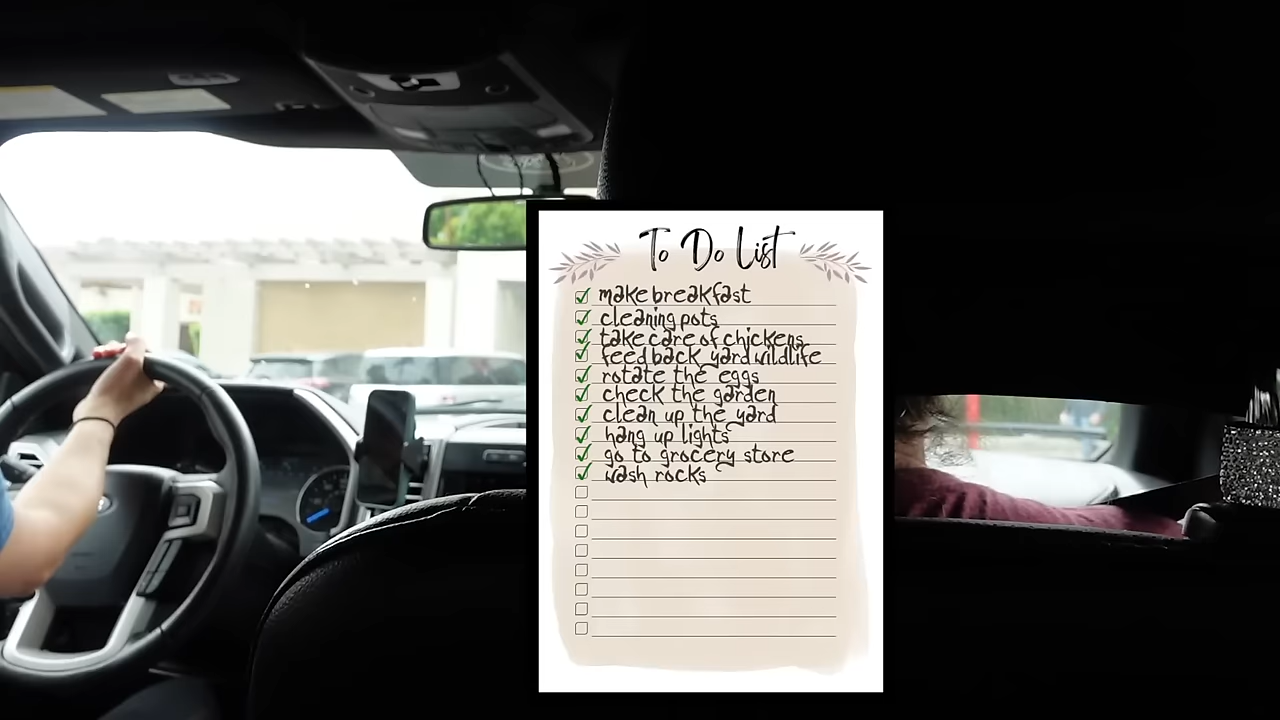 To Do List
make breakfast
cleaning pots
take care of chickens
feed back yard wildlife
rotate the eggs
check the garden
clean up the yard
hang up lights
go to grocery store
wash rocks